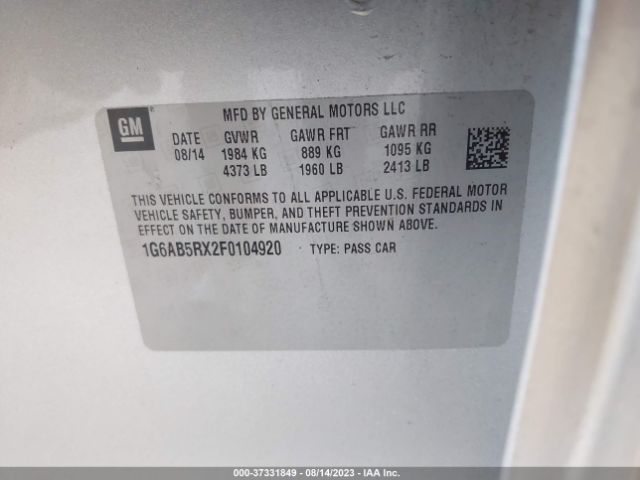 GM
MFD BY GENERAL MOTORS LLC
DATE GVWR GAWR FRT GAWR RR
08/14 1984 KG 889 KG 1095 KG
4373 LB 1960 LB 2413 LB
THIS VEHICLE CONFORMS TO ALL APPLICABLE U.S. FEDERAL MOTOR
VEHICLE SAFETY, BUMPER, AND THEFT PREVENTION STANDARDS IN
EFFECT ON THE DATE OF MANUFACTURE SHOWN ABOVE.
1G6AB5RX2F0104920 TYPE: PASS CAR
000-37331849 - 08/14/2023 - IAA Inc.